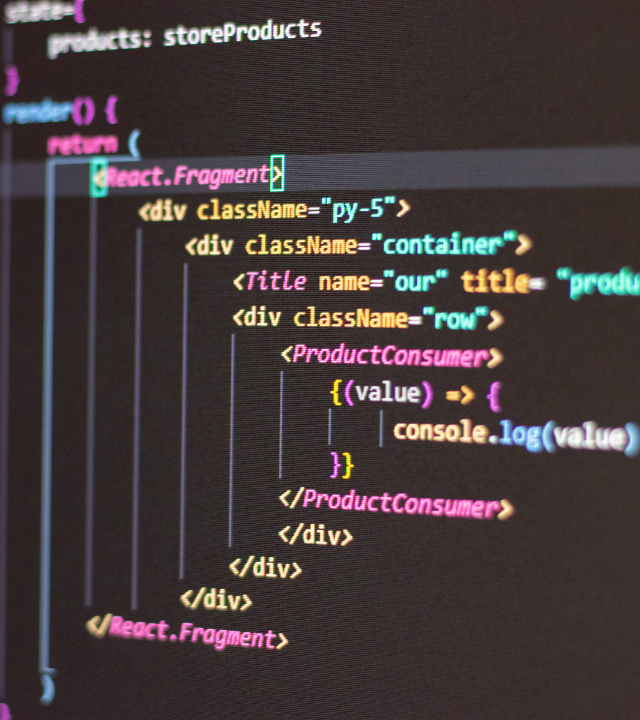 state={
products: storeProducts
}
render() {
return (
<React.Fragment>
<div className="py-5">
<div className="container">
<Title name="our" title= "produ
<div className="row">
<ProductConsumer>
{(value) => {
console.log(value)
}}
</ProductConsumer>
</div>
</div>
</div>
</React.Fragment>
)
}